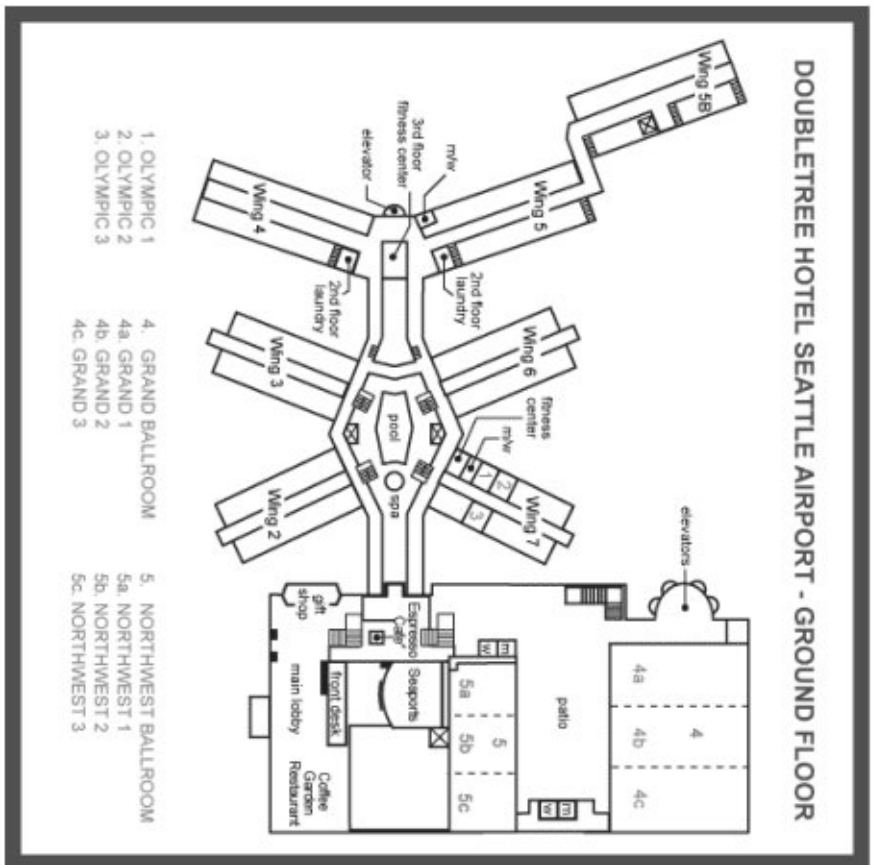 DOUBLETREE HOTEL SEATTLE AIRPORT - GROUND FLOOR
Wing 5B
m/w
3rd floor
fitness center
elevator
Wing 5
Wing 4
2nd floor
laundry
2nd floor
laundry
Wing 6
Wing 3
pool
fitness
center
m/w
1
2
3
Wing 7
spa
Wing 2
elevators
gift
shop
Espresso
Cafe'
m
w
Seaports
front desk
main lobby
Coffee
Garden
Restaurant
patio
5a
5b
5
5c
4a
4b
4
4c
m
w
1. OLYMPIC 1
2. OLYMPIC 2
3. OLYMPIC 3
4. GRAND BALLROOM
4a. GRAND 1
4b. GRAND 2
4c. GRAND 3
5. NORTHWEST BALLROOM
5a. NORTHWEST 1
5b. NORTHWEST 2
5c. NORTHWEST 3